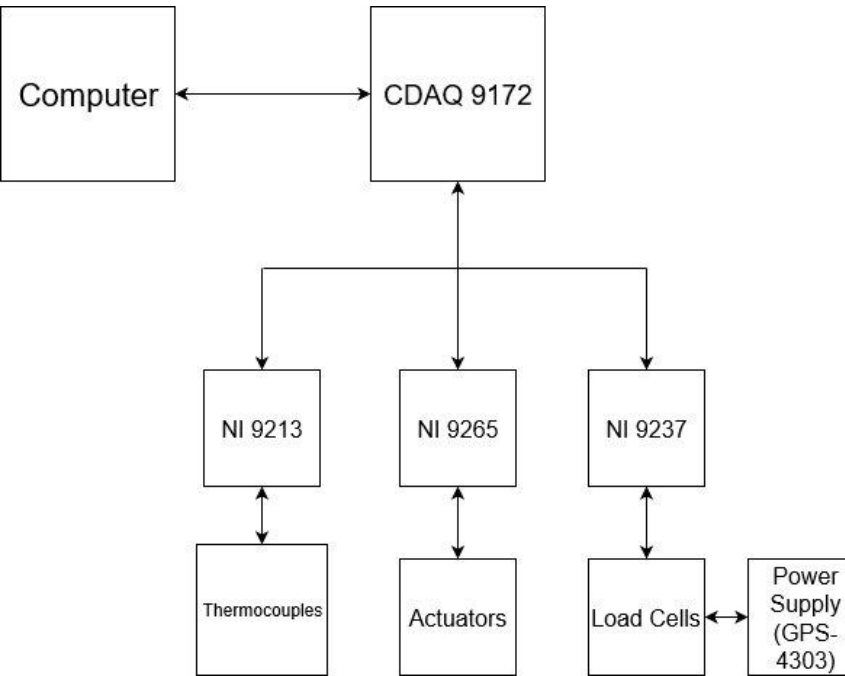 Computer
CDAQ 9172
NI 9213
NI 9265
NI 9237
Thermocouples
Actuators
Load Cells
Power
Supply
(GPS-
4303)